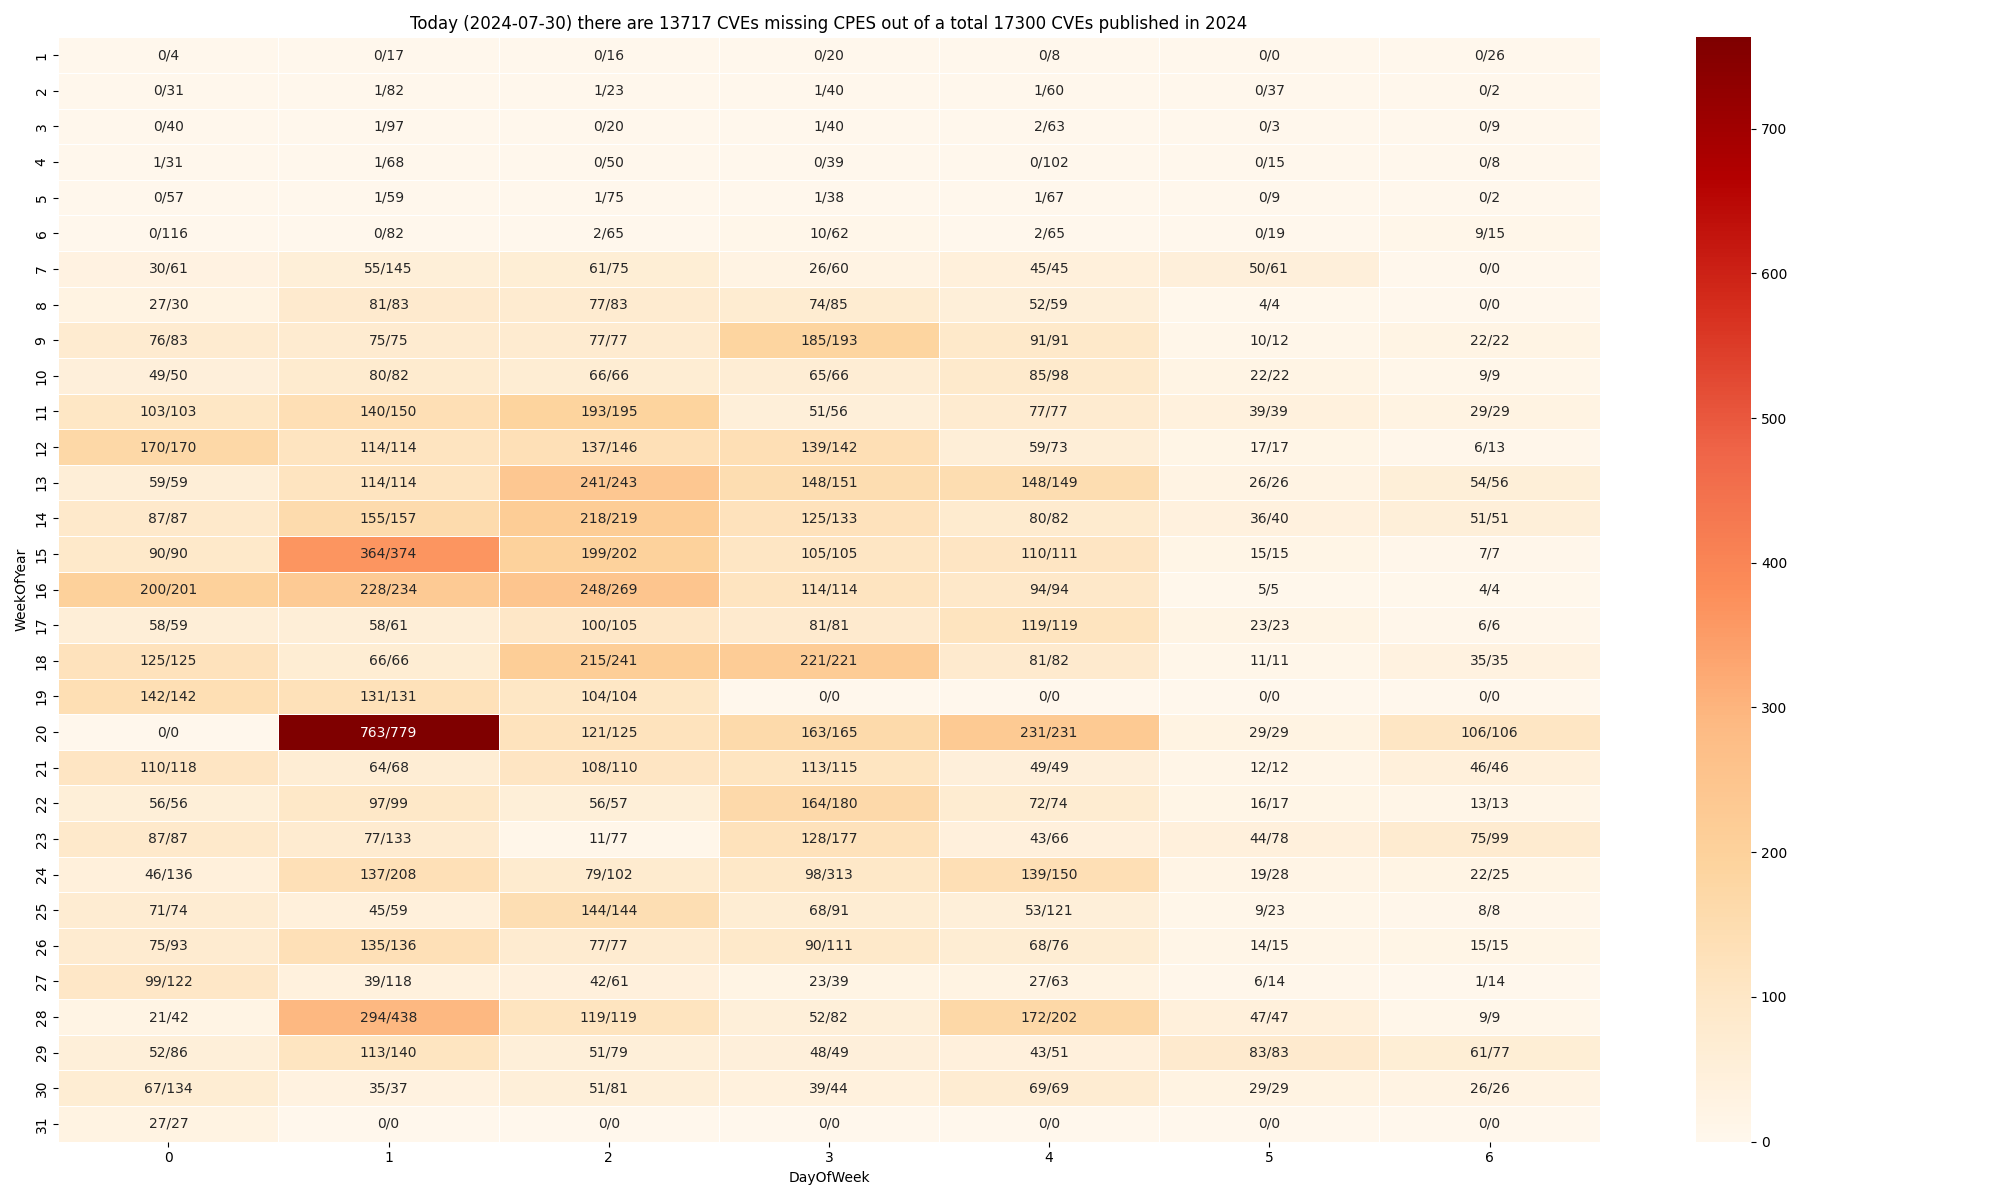 Today (2024-07-30) there are 13717 CVEs missing CPES out of a total 17300 CVEs published in 2024
1 0/4 0/17 0/16 0/20 0/8 0/0 0/26
2 0/31 1/82 1/23 1/40 1/60 0/37 0/2
3 0/40 1/97 0/20 1/40 2/63 0/3 0/9
4 1/31 1/68 0/50 0/39 0/102 0/15 0/8
5 0/57 1/59 1/75 1/38 1/67 0/9 0/2
6 0/116 0/82 2/65 10/62 2/65 0/19 9/15
7 30/61 55/145 61/75 26/60 45/45 50/61 0/0
8 27/30 81/83 77/83 74/85 52/59 4/4 0/0
9 76/83 75/75 77/77 185/193 91/91 10/12 22/22
10 49/50 80/82 66/66 65/66 85/98 22/22 9/9
11 103/103 140/150 193/195 51/56 77/77 39/39 29/29
12 170/170 114/114 137/146 139/142 59/73 17/17 6/13
13 59/59 114/114 241/243 148/151 148/149 26/26 54/56
14 87/87 155/157 218/219 125/133 80/82 36/40 51/51
15 90/90 364/374 199/202 105/105 110/111 15/15 7/7
16 200/201 228/234 248/269 114/114 94/94 5/5 4/4
17 58/59 58/61 100/105 81/81 119/119 23/23 6/6
18 125/125 66/66 215/241 221/221 81/82 11/11 35/35
19 142/142 131/131 104/104 0/0 0/0 0/0 0/0
20 0/0 763/779 121/125 163/165 231/231 29/29 106/106
21 110/118 64/68 108/110 113/115 49/49 12/12 46/46
22 56/56 97/99 56/57 164/180 72/74 16/17 13/13
23 87/87 77/133 11/77 128/177 43/66 44/78 75/99
24 46/136 137/208 79/102 98/313 139/150 19/28 22/25
25 71/74 45/59 144/144 68/91 53/121 9/23 8/8
26 75/93 135/136 77/77 90/111 68/76 14/15 15/15
27 99/122 39/118 42/61 23/39 27/63 6/14 1/14
28 21/42 294/438 119/119 52/82 172/202 47/47 9/9
29 52/86 113/140 51/79 48/49 43/51 83/83 61/77
30 67/134 35/37 51/81 39/44 69/69 29/29 26/26
31 27/27 0/0 0/0 0/0 0/0 0/0 0/0
0 1 2 3 4 5 6
DayOfWeek
WeekOfYear
700
600
500
400
300
200
100
0